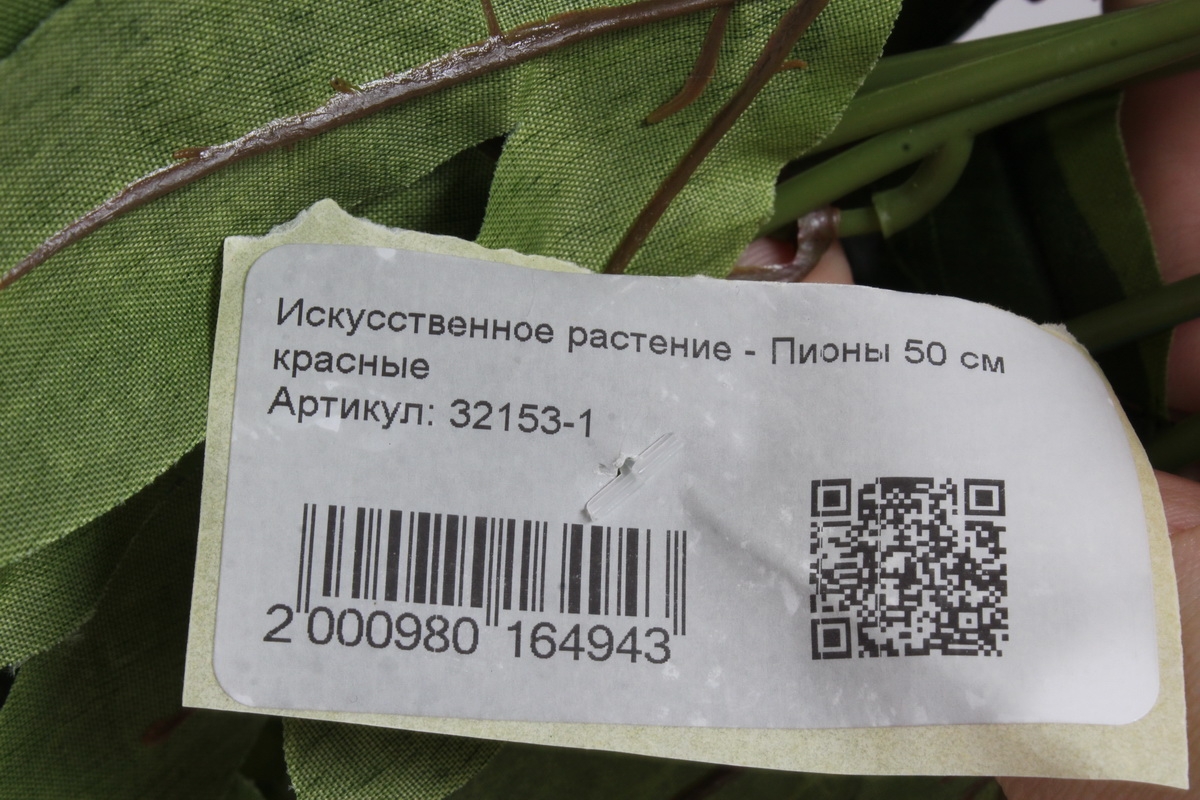 Искусственное растение - Пионы 50 см
красные
Артикул: 32153-1
2 000980 164943